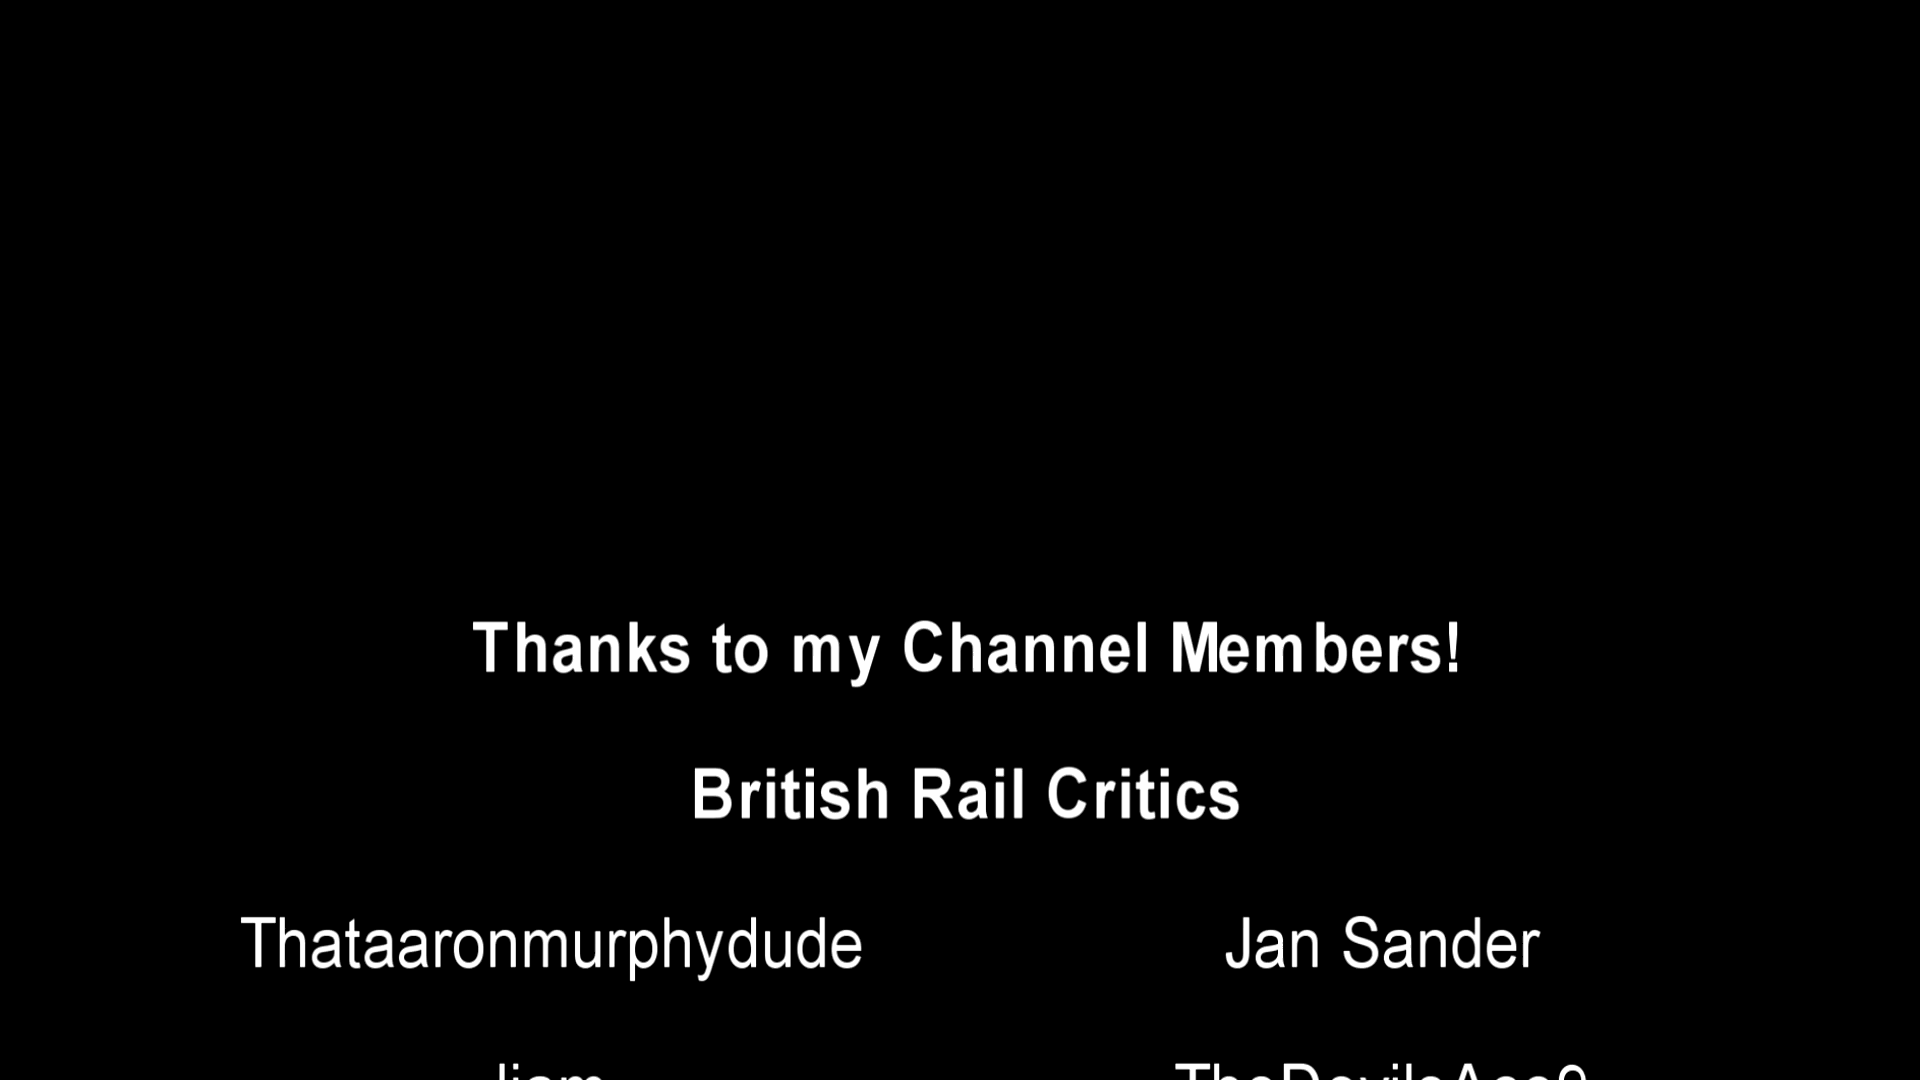 Thanks to my Channel Members!
British Rail Critics
Thataaronmurphydude
Jan Sander